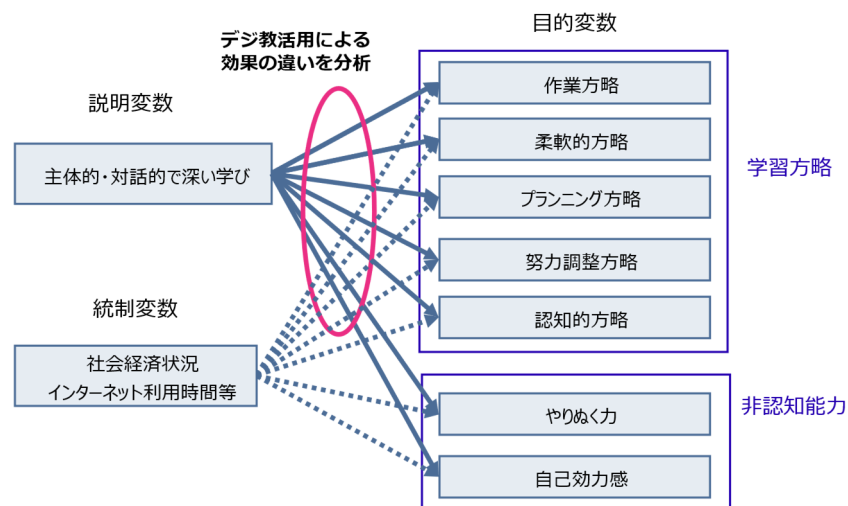 デジ教活用による
効果の違いを分析
目的変数
説明変数
主体的・対話的で深い学び
統制変数
社会経済状況
インターネット利用時間等
作業方略
柔軟的方略
プランニング方略
努力調整方略
認知的方略
学習方略
やりぬく力
自己効力感
非認知能力